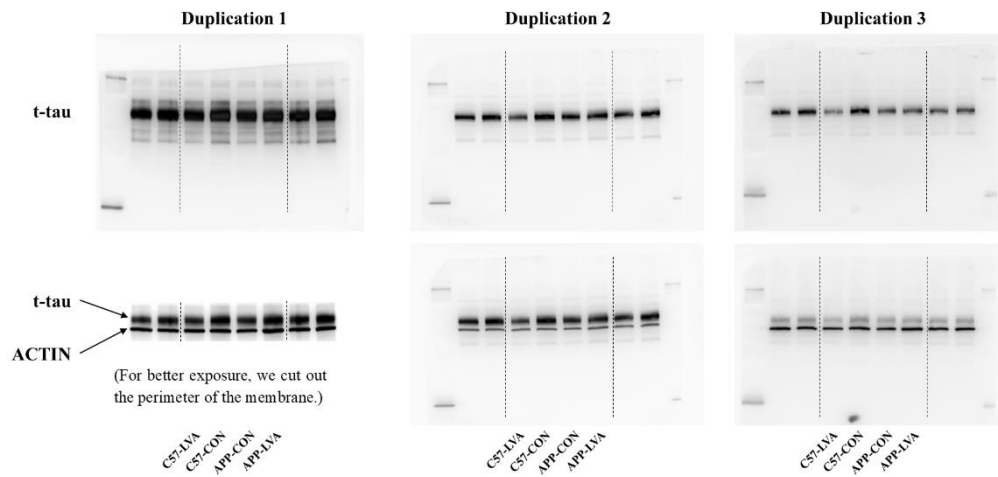 Duplication 1
Duplication 2
Duplication 3
t-tau
t-tau
ACTIN
(For better exposure, we cut out
the perimeter of the membrane.)
C57-LVA
C57-CON
APP-CON
APP-LVA
C57-LVA
C57-CON
APP-CON
APP-LVA
C57-LVA
C57-CON
APP-CON
APP-LVA